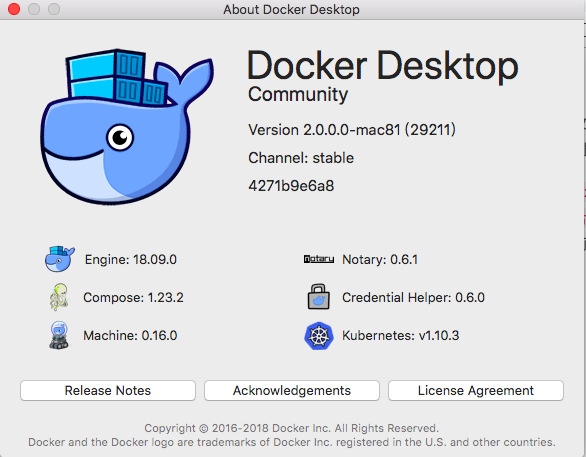 About Docker Desktop
Docker Desktop
Community
Version 2.0.0.0-mac81 (29211)
Channel: stable
4271b9e6a8
Engine: 18.09.0
Notary: 0.6.1
Compose: 1.23.2
Credential Helper: 0.6.0
Machine: 0.16.0
Kubernetes: v1.10.3
Release Notes
Acknowledgements
License Agreement
Copyright © 2016-2018 Docker Inc. All Rights Reserved.
Docker and the Docker logo are trademarks of Docker Inc. registered in the U.S. and other countries.